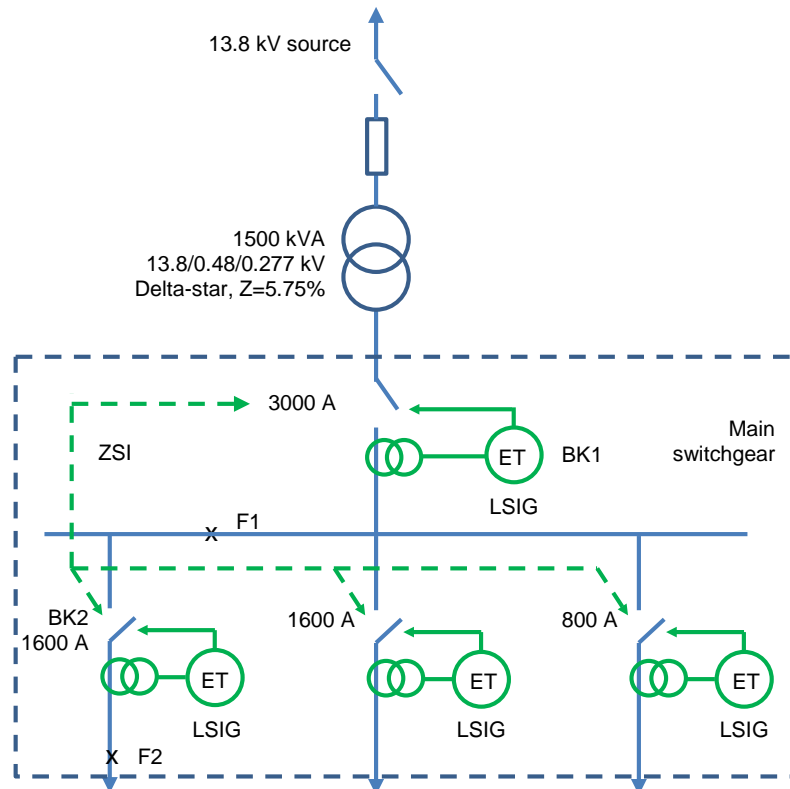 13.8 kV source
1500 kVA
13.8/0.48/0.277 kV
Delta-star, Z=5.75%
3000 A
ET
BK1
Main
switchgear
ZSI
LSIG
x F1
BK2
1600 A
1600 A
800 A
ET
ET
ET
LSIG
LSIG
LSIG
x F2